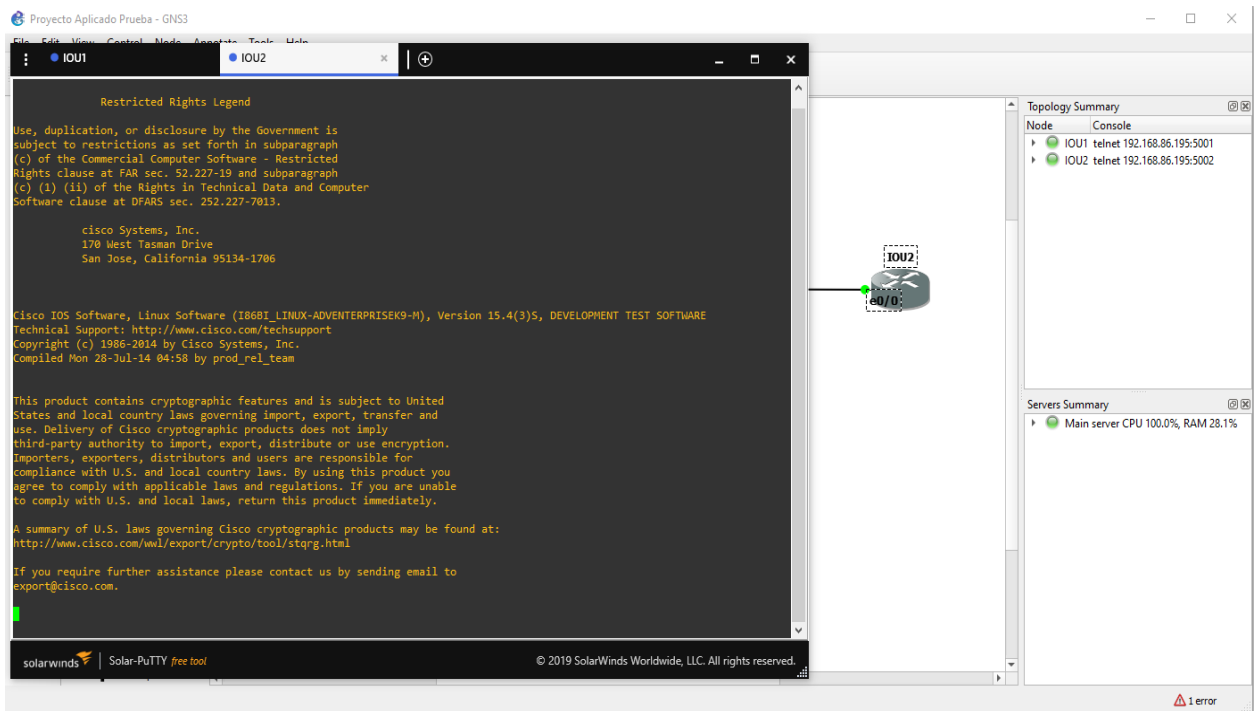 Proyecto Aplicado Prueba - GNS3
File Edit View Control Node Annotate Tools Help
IOU1
IOU2
Restricted Rights Legend
Use, duplication, or disclosure by the Government is
subject to restrictions as set forth in subparagraph
(c) of the Commercial Computer Software - Restricted
Rights clause at FAR sec. 52.227-19 and subparagraph
(c) (1) (ii) of the Rights in Technical Data and Computer
Software clause at DFARS sec. 252.227-7013.
cisco Systems, Inc.
170 West Tasman Drive
San Jose, California 95134-1706
Cisco IOS Software, Linux Software (I86BI_LINUX-ADVENTERPRISEK9-M), Version 15.4(3)S, DEVELOPMENT TEST SOFTWARE
Technical Support: http://www.cisco.com/techsupport
Copyright (c) 1986-2014 by Cisco Systems, Inc.
Compiled Mon 28-Jul-14 04:58 by prod_rel_team
This product contains cryptographic features and is subject to United
States and local country laws governing import, export, transfer and
use. Delivery of Cisco cryptographic products does not imply
third-party authority to import, export, distribute or use encryption.
Importers, exporters, distributors and users are responsible for
compliance with U.S. and local country laws. By using this product you
agree to comply with applicable laws and regulations. If you are unable
to comply with U.S. and local laws, return this product immediately.
A summary of U.S. laws governing Cisco cryptographic products may be found at:
http://www.cisco.com/wwl/export/crypto/tool/stqrg.html
If you require further assistance please contact us by sending email to
export@cisco.com.
solarwinds Solar-PuTTY free tool
© 2019 SolarWinds Worldwide, LLC. All rights reserved.
IOU2
e0/0
Topology Summary
Node Console
IOU1 telnet 192.168.86.195:5001
IOU2 telnet 192.168.86.195:5002
Servers Summary
Main server CPU 100.0%, RAM 28.1%
1 error